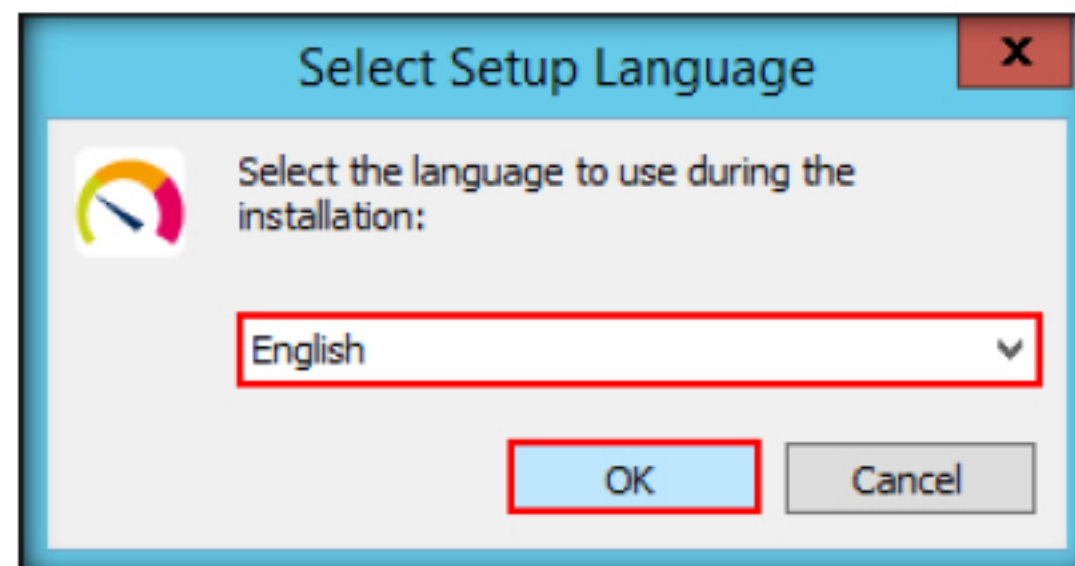 Select Setup Language
Select the language to use during the
installation:
English
OK
Cancel